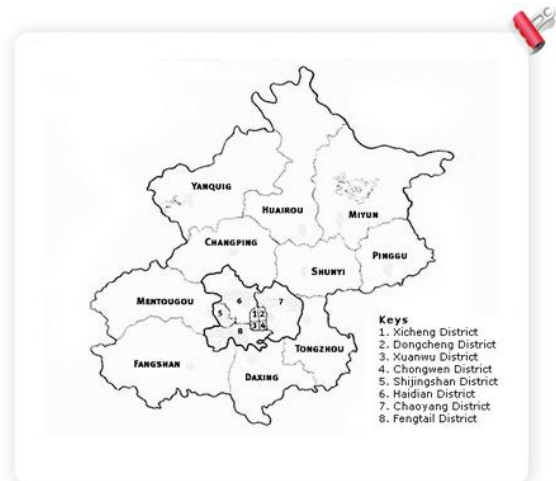 YANQUIG
HUAIROU
MIYUN
CHANGPING
SHUNYI
PINGGU
MENTOUGOU
6
7
5
1 2
3 4
8
FANGSHAN
DAXING
TONGZHOU
Keys
1. Xicheng District
2. Dongcheng District
3. Xuanwu District
4. Chongwen District
5. Shijingshan District
6. Haidian District
7. Chaoyang District
8. Fengtail District